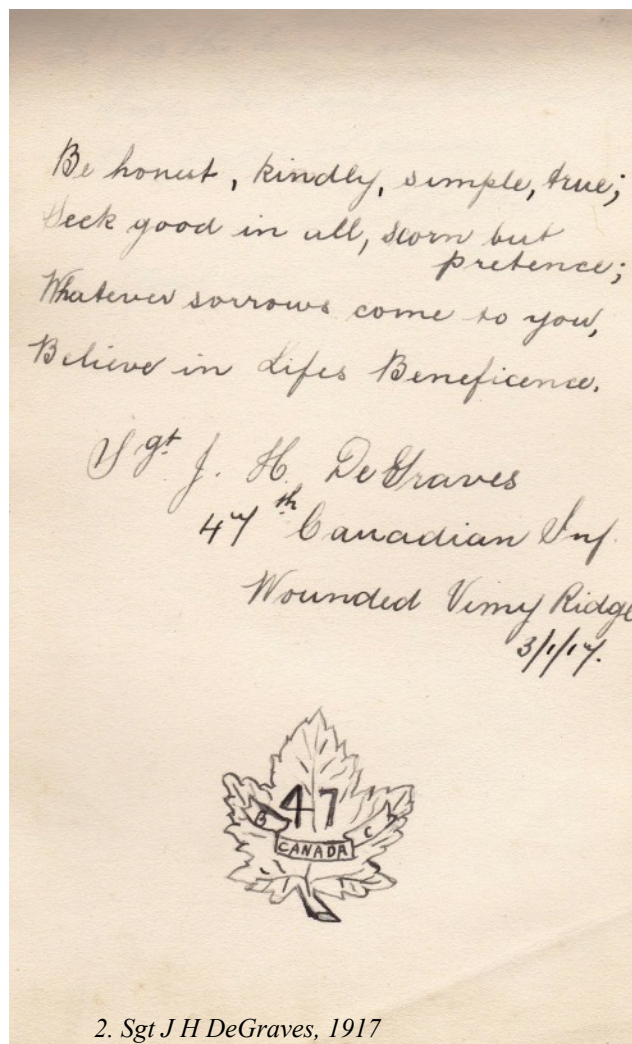 Be honest, kindly, simple, true;
Seek good in all, scorn but
pretence;
Whatever sorrows come to you,
Believe in Lifes Beneficence.
Sgt J. H. DeGraves
47th Canadian Inf.
Wounded Vimy Ridge
3/1/17.
47
B C
CANADA
2. Sgt J H DeGraves, 1917